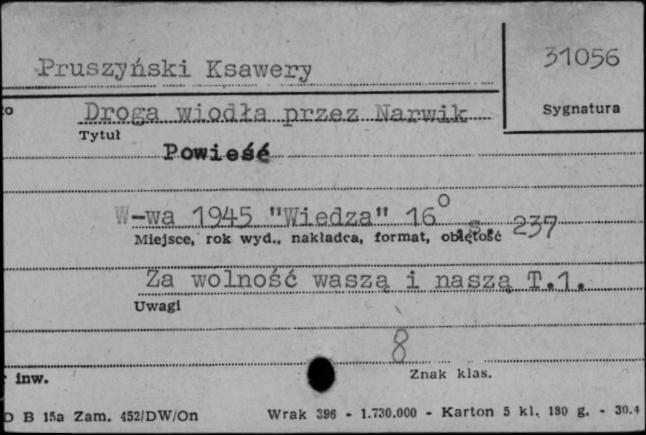 Pruszyński Ksawery
31056
Sygnatura
Droga wiodła przez Narwik
Tytuł
Powieść
W-wa 1945 "Wiedza" 16° s. 237
Miejsce, rok wyd., nakładca, format, objętość
Za wolność waszą i naszą T.1.
Uwagi
8
inw.
Znak klas.
D B 15a Zam. 452/DW/On Wrak 396 - 1.730.000 - Karton 5 kl. 180 g. - 30.4